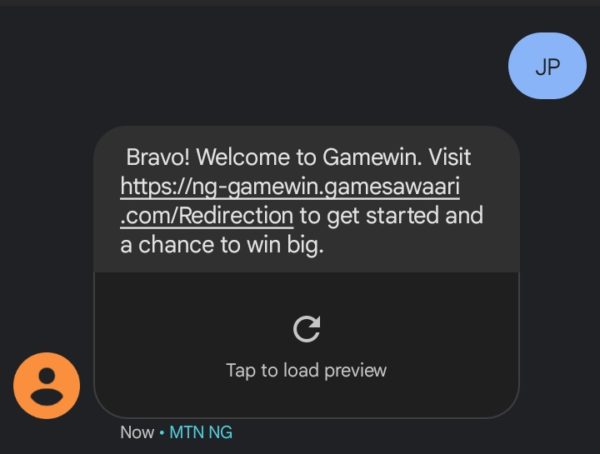 JP
Bravo! Welcome to Gamewin. Visit
https://ng-gamewin.gamesawaari
.com/Redirection to get started and
a chance to win big.
Tap to load preview
Now • MTN NG